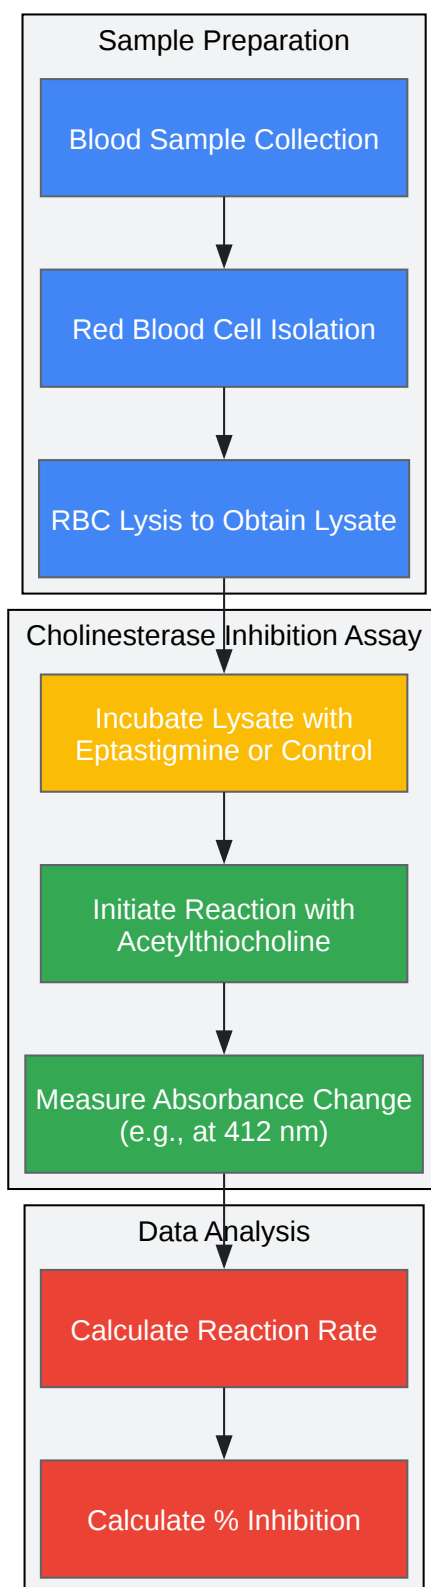 Sample Preparation
Blood Sample Collection
Red Blood Cell Isolation
RBC Lysis to Obtain Lysate
Cholinesterase Inhibition Assay
Incubate Lysate with
Eptastigmine or Control
Initiate Reaction with
Acetylthiocholine
Measure Absorbance Change
(e.g., at 412 nm)
Data Analysis
Calculate Reaction Rate
Calculate % Inhibition